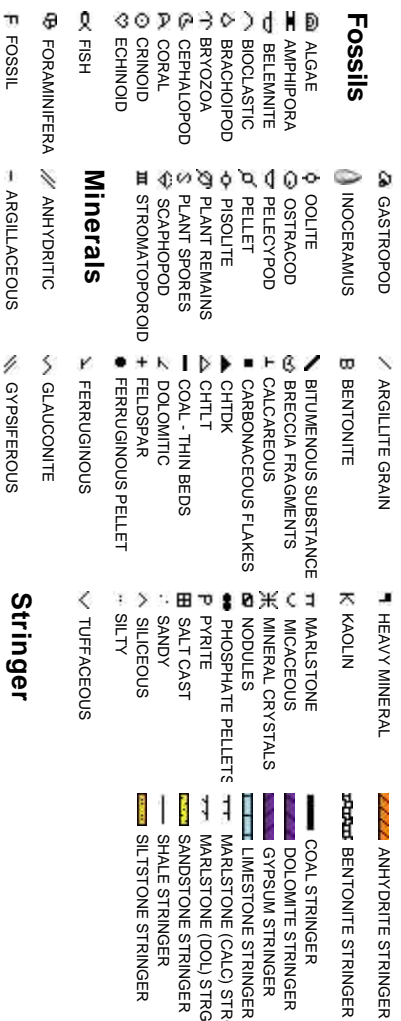 Fossils
ALGAE
AMPHIPORA
BELEMNITE
BIOCLASTIC
BRACHOIPOD
BRYOZOA
CEPHALOPOD
CORAL
CRINOID
ECHINOID
FISH
FORAMINIFERA
F FOSSIL
GASTROPOD
INOCERAMUS
OOLITE
OSTRACOD
PELECYPOD
PELLET
PISOLITE
PLANT REMAINS
PLANT SPORES
SCAPHOPOD
STROMATOPOROID
Minerals
ANHYDRITIC
ARGILLACEOUS
ARGILLITE GRAIN
B BENTONITE
BITUMENOUS SUBSTANCE
BRECCIA FRAGMENTS
CALCAREOUS
CARBONACEOUS FLAKES
CHTDK
CHTLT
COAL - THIN BEDS
DOLOMITIC
FELDSPAR
FERRUGINOUS PELLET
FERRUGINOUS
GLAUCONITE
GYPSIFEROUS
HEAVY MINERAL
K KAOLIN
MARLSTONE
MICACEOUS
MINERAL CRYSTALS
NODULES
PHOSPHATE PELLETS
P PYRITE
SALT CAST
SANDY
SILICEOUS
SILTY
TUFFACEOUS
Stringer
ANHYDRITE STRINGER
BENTONITE STRINGER
COAL STRINGER
DOLOMITE STRINGER
GYPSUM STRINGER
LIMESTONE STRINGER
MARLSTONE (CALC) STR
MARLSTONE (DOL) STRG
SANDSTONE STRINGER
SHALE STRINGER
SILTSTONE STRINGER